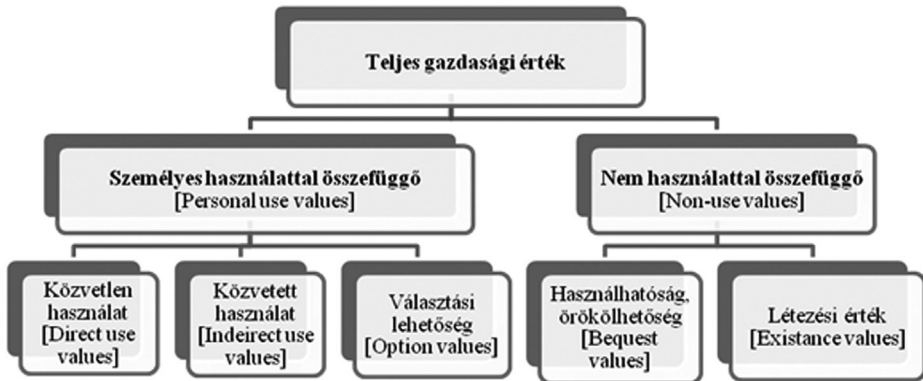 Teljes gazdasági érték
Személyes használattal összefüggő
[Personal use values]
Nem használattal összefüggő
[Non-use values]
Közvetlen
használat
[Direct use
values]
Közvetett
használat
[Indeirect use
values]
Választási
lehetőség
[Option values]
Használhatóság,
örökölhetőség
[Bequest
values]
Létezési érték
[Existance values]